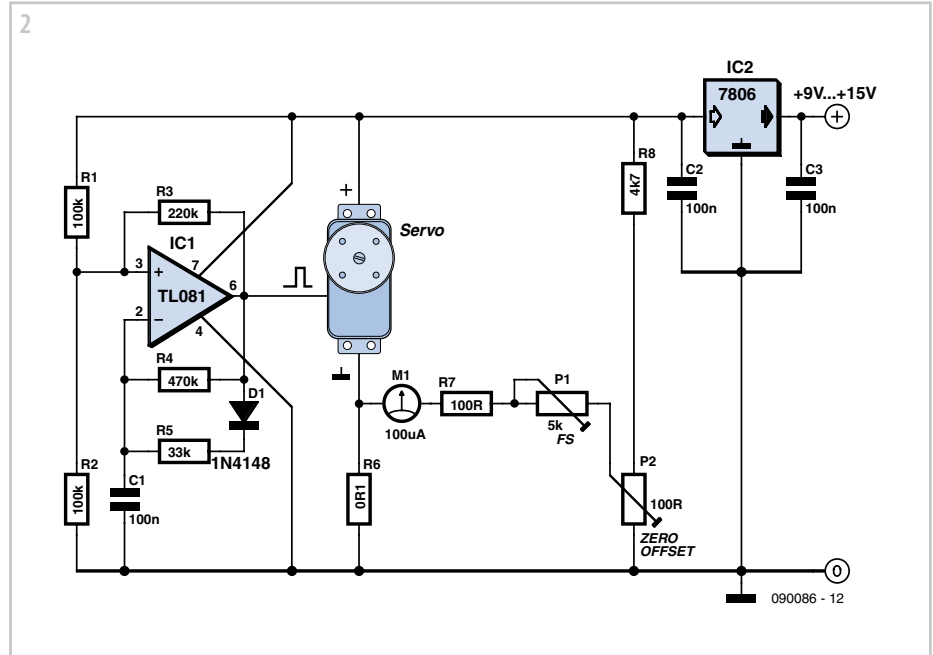 2
IC2
7806
+9V...+15V
+
R1
100k
R3
220k
IC1
3
+
7
TL081
6
2
–
4
R4
470k
D1
R5
33k
1N4148
R2
100k
C1
100n
+
Servo
M1
100uA
R7
100R
P1
5k
FS
R6
0R1
R8
4k7
C2
100n
C3
100n
P2
100R
ZERO
OFFSET
0
090086 - 12